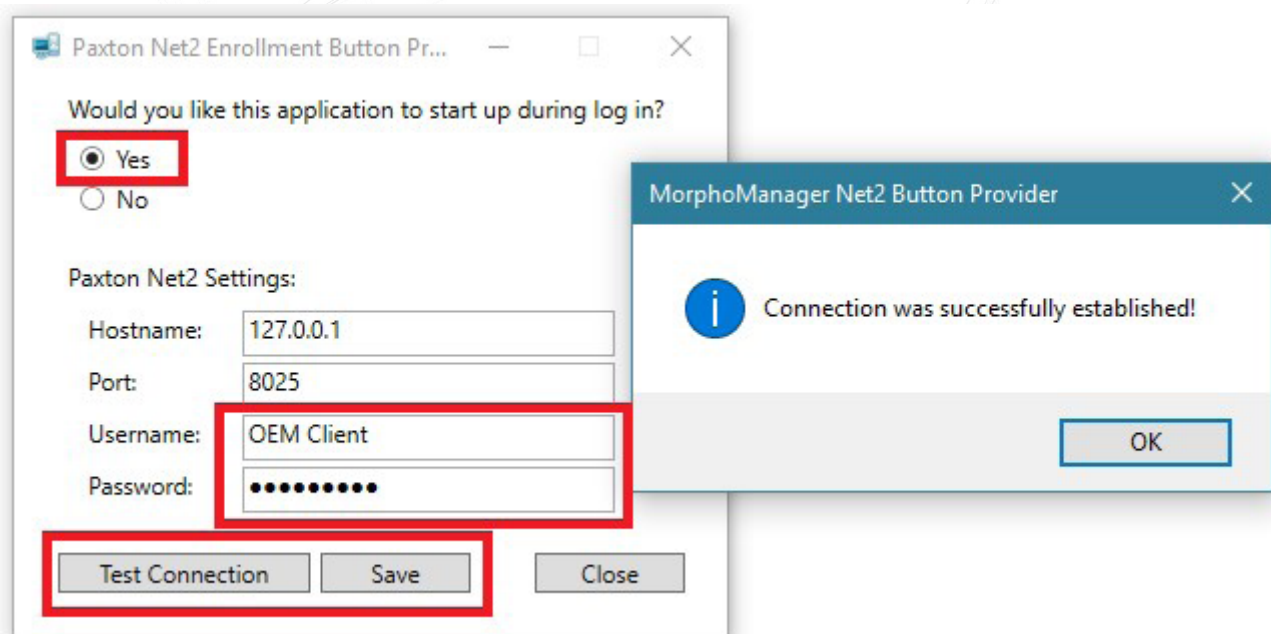 Paxton Net2 Enrollment Button Pr...
Would you like this application to start up during log in?
Yes
No
Paxton Net2 Settings:
Hostname: 127.0.0.1
Port: 8025
Username: OEM Client
Password: •••••••••
Test Connection Save Close
MorphoManager Net2 Button Provider
Connection was successfully established!
OK